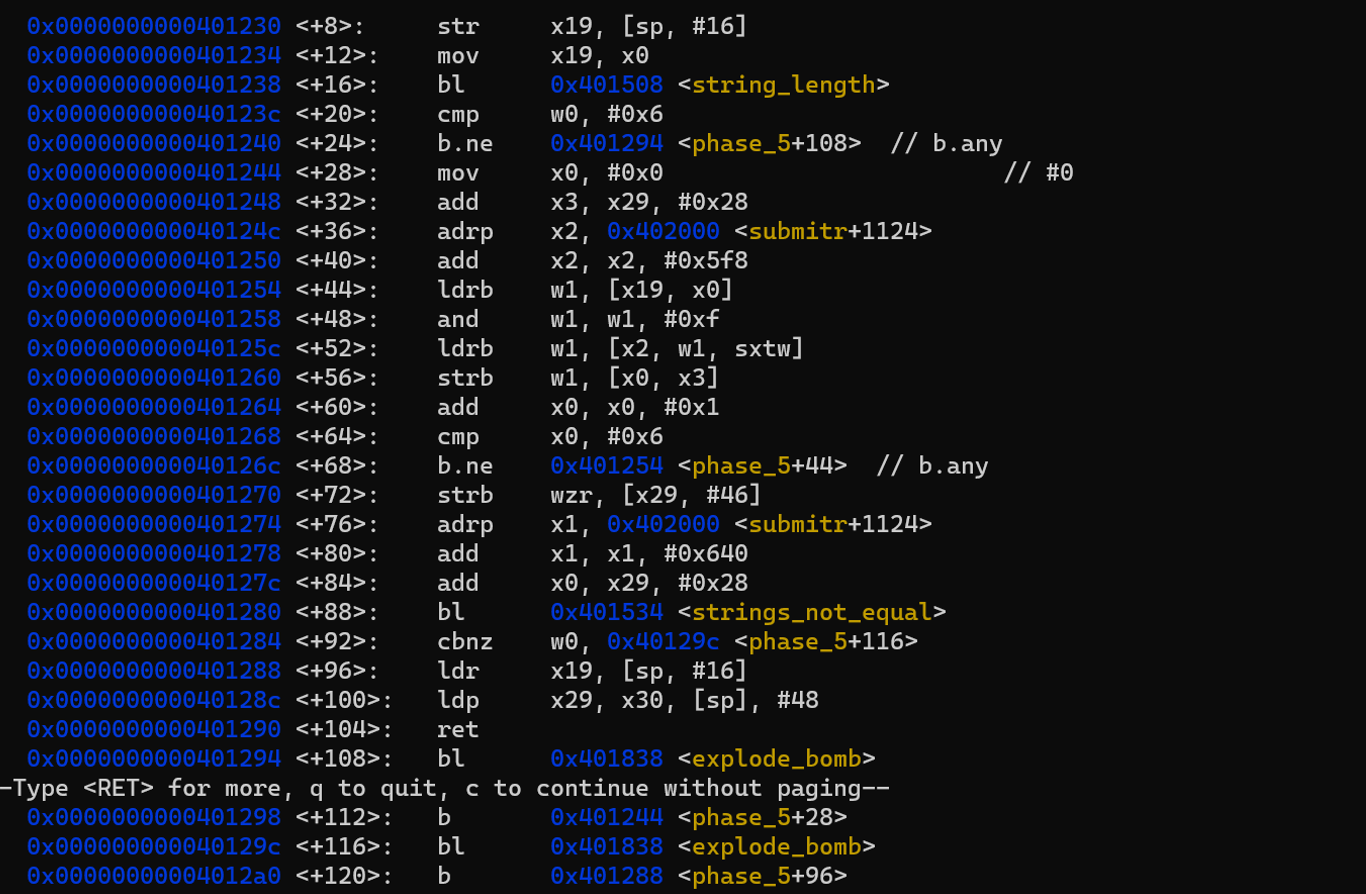 0x0000000000401230 <+8>: str x19, [sp, #16]
0x0000000000401234 <+12>: mov x19, x0
0x0000000000401238 <+16>: bl 0x401508 <string_length>
0x000000000040123c <+20>: cmp w0, #0x6
0x0000000000401240 <+24>: b.ne 0x401294 <phase_5+108> // b.any
0x0000000000401244 <+28>: mov x0, #0x0 // #0
0x0000000000401248 <+32>: add x3, x29, #0x28
0x000000000040124c <+36>: adrp x2, 0x402000 <submitr+1124>
0x0000000000401250 <+40>: add x2, x2, #0x5f8
0x0000000000401254 <+44>: ldrb w1, [x19, x0]
0x0000000000401258 <+48>: and w1, w1, #0xf
0x000000000040125c <+52>: ldrb w1, [x2, w1, sxtw]
0x0000000000401260 <+56>: strb w1, [x0, x3]
0x0000000000401264 <+60>: add x0, x0, #0x1
0x0000000000401268 <+64>: cmp x0, #0x6
0x000000000040126c <+68>: b.ne 0x401254 <phase_5+44> // b.any
0x0000000000401270 <+72>: strb wzr, [x29, #46]
0x0000000000401274 <+76>: adrp x1, 0x402000 <submitr+1124>
0x0000000000401278 <+80>: add x1, x1, #0x640
0x000000000040127c <+84>: add x0, x29, #0x28
0x0000000000401280 <+88>: bl 0x401534 <strings_not_equal>
0x0000000000401284 <+92>: cbnz w0, 0x40129c <phase_5+116>
0x0000000000401288 <+96>: ldr x19, [sp, #16]
0x000000000040128c <+100>: ldp x29, x30, [sp], #48
0x0000000000401290 <+104>: ret
0x0000000000401294 <+108>: bl 0x401838 <explode_bomb>
-Type <RET> for more, q to quit, c to continue without paging--
0x0000000000401298 <+112>: b 0x401244 <phase_5+28>
0x000000000040129c <+116>: bl 0x401838 <explode_bomb>
0x00000000004012a0 <+120>: b 0x401288 <phase_5+96>